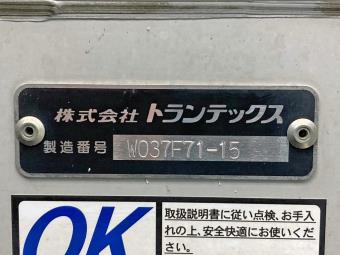 株式会社 トランテックス
製造番号 W037F71-15
OK
取扱説明書に従い点検、お手入
れの上、安全快適にお使いくだ
さい。